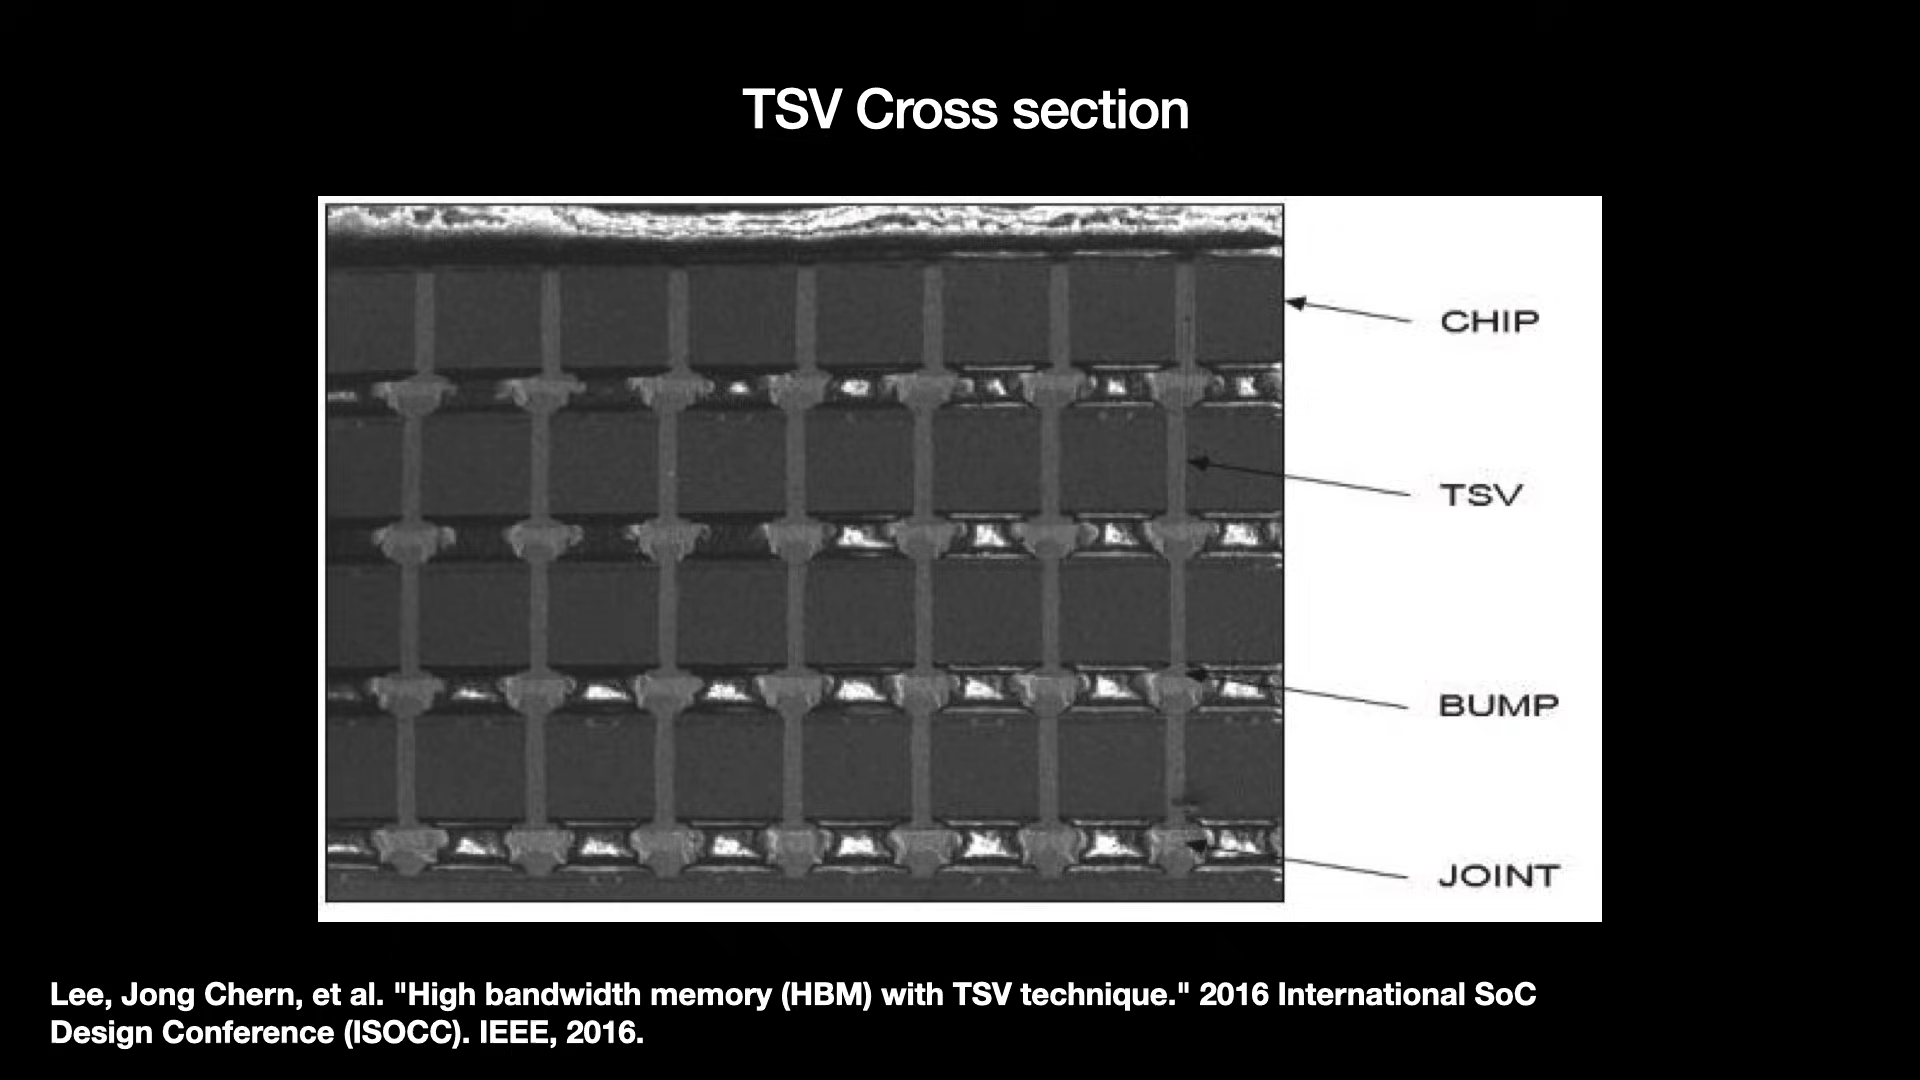 TSV Cross section
CHIP
TSV
BUMP
JOINT
Lee, Jong Chern, et al. "High bandwidth memory (HBM) with TSV technique." 2016 International SoC
Design Conference (ISOCC). IEEE, 2016.